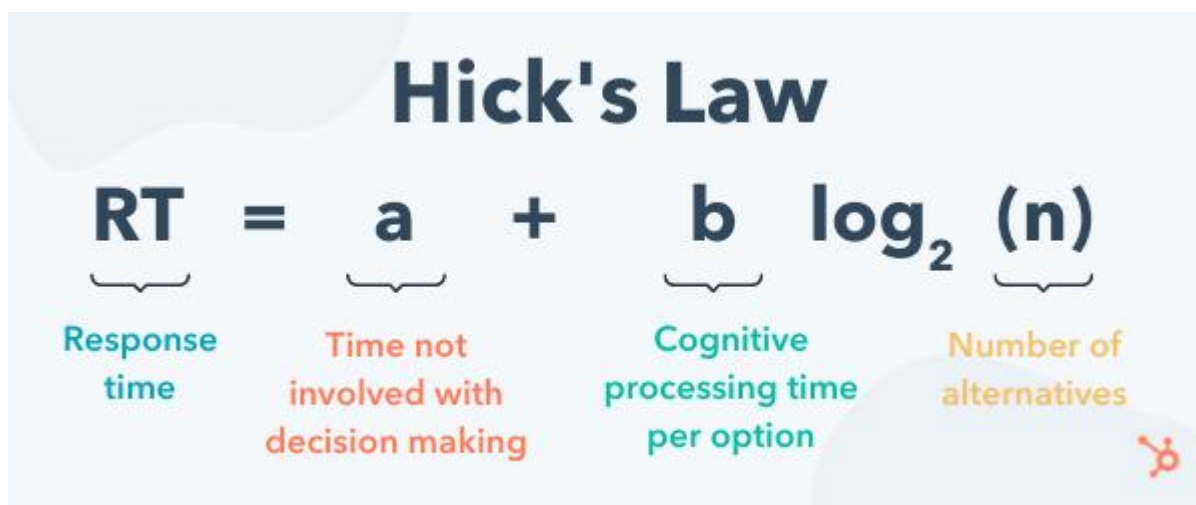 Hick's Law
RT = a + b log₂ (n)
Response
time
Time not
involved with
decision making
Cognitive
processing time
per option
Number of
alternatives